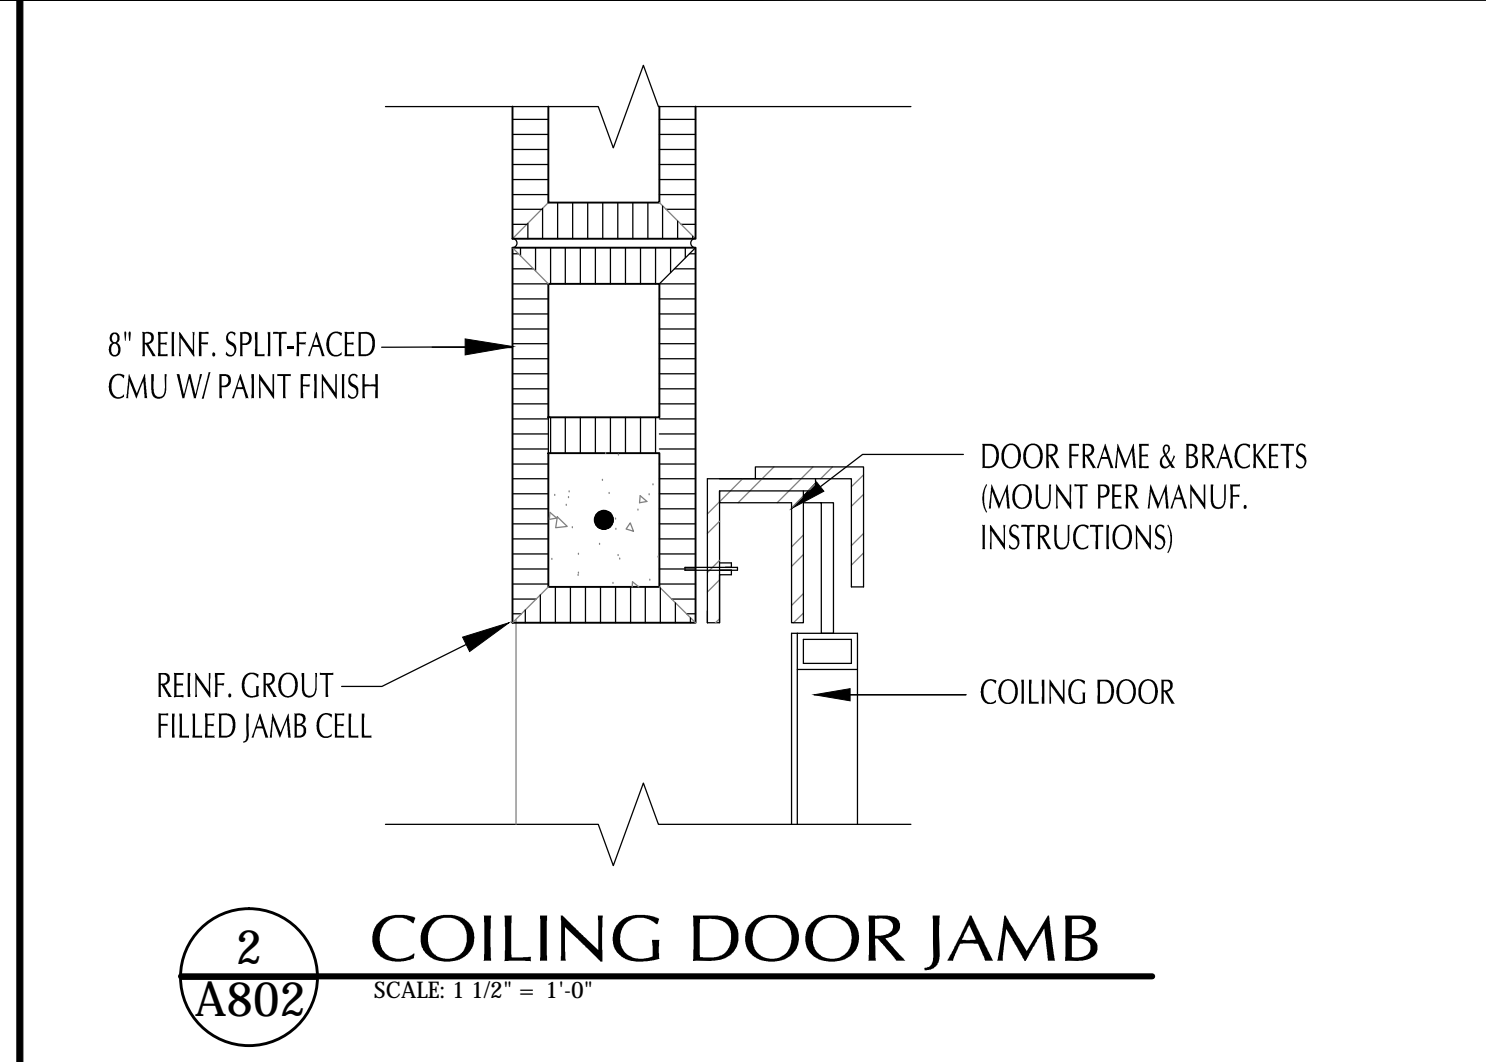 8" REINF. SPLIT-FACED
CMU W/ PAINT FINISH
DOOR FRAME & BRACKETS
(MOUNT PER MANUF.
INSTRUCTIONS)
REINF. GROUT
FILLED JAMB CELL
COILING DOOR
2
A802
COILING DOOR JAMB
SCALE: 1 1/2" = 1'-0"